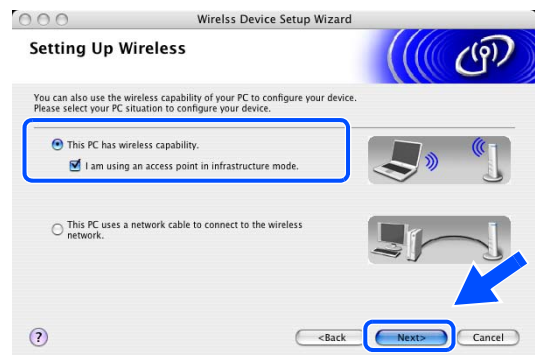 Wirelss Device Setup Wizard
Setting Up Wireless
You can also use the wireless capability of your PC to configure your device.
Please select your PC situation to configure your device.
This PC has wireless capability.
I am using an access point in infrastructure mode.
This PC uses a network cable to connect to the wireless
network.
?
<Back Next> Cancel